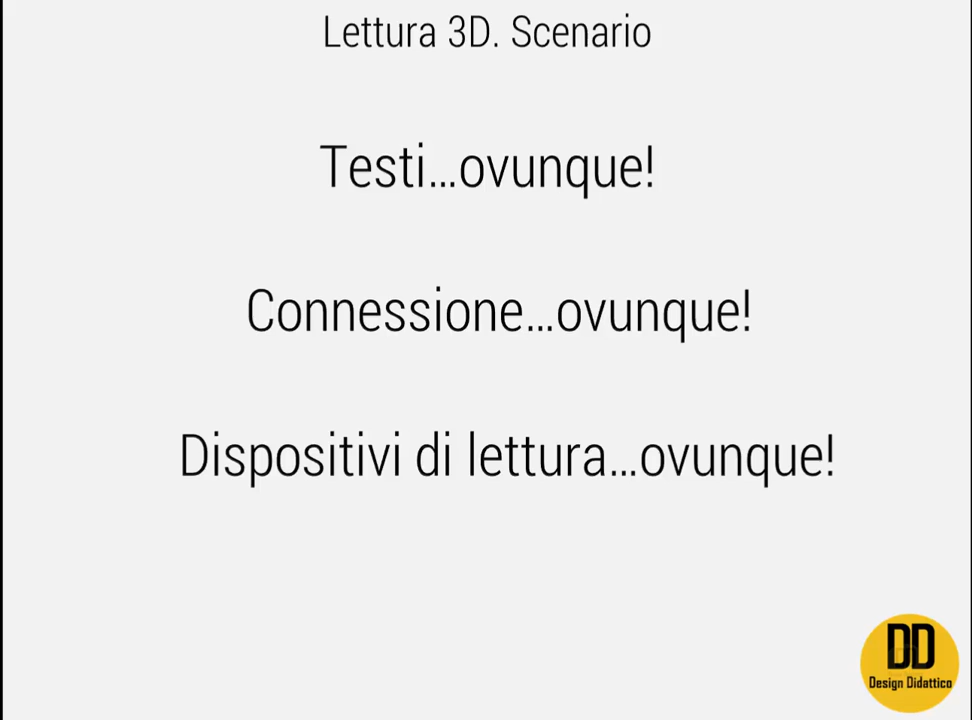 Lettura 3D. Scenario
Testi...ovunque!
Connessione...ovunque!
Dispositivi di lettura...ovunque!
DD
Design Didattico